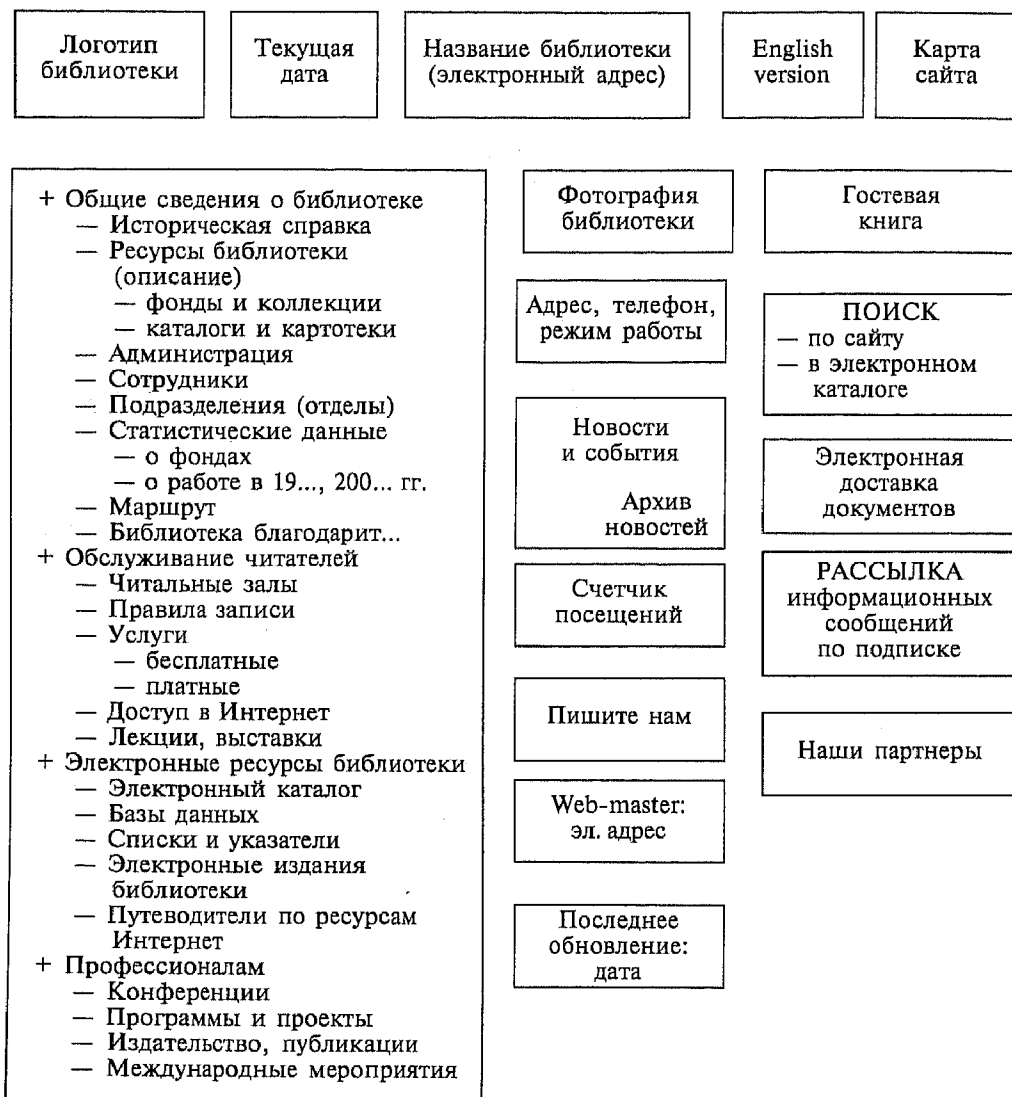 Логотип
библиотеки
Текущая
дата
Название библиотеки
(электронный адрес)
English
version
Карта
сайта
+ Общие сведения о библиотеке
— Историческая справка
— Ресурсы библиотеки
(описание)
— фонды и коллекции
— каталоги и картотеки
— Администрация
— Сотрудники
— Подразделения (отделы)
— Статистические данные
— о фондах
— о работе в 19..., 200... гг.
— Маршрут
— Библиотека благодарит...
+ Обслуживание читателей
— Читальные залы
— Правила записи
— Услуги
— бесплатные
— платные
— Доступ в Интернет
— Лекции, выставки
+ Электронные ресурсы библиотеки
— Электронный каталог
— Базы данных
— Списки и указатели
— Электронные издания
библиотеки
— Путеводители по ресурсам
Интернет
+ Профессионалам
— Конференции
— Программы и проекты
— Издательство, публикации
— Международные мероприятия
Фотография
библиотеки
Адрес, телефон,
режим работы
Новости
и события
Архив
новостей
Счетчик
посещений
Пишите нам
Web-master:
эл. адрес
Последнее
обновление:
дата
Гостевая
книга
ПОИСК
— по сайту
— в электронном
каталоге
Электронная
доставка
документов
РАССЫЛКА
информационных
сообщений
по подписке
Наши партнеры